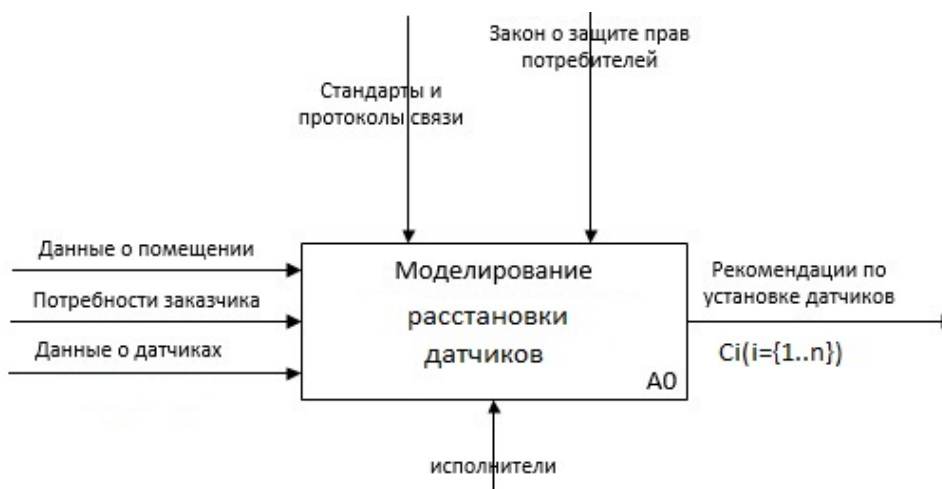 Закон о защите прав
потребителей
Стандарты и
протоколы связи
Данные о помещении
Потребности заказчика
Данные о датчиках
Моделирование
расстановки
датчиков
A0
Рекомендации по
установке датчиков
Ci(i={1..n})
исполнители